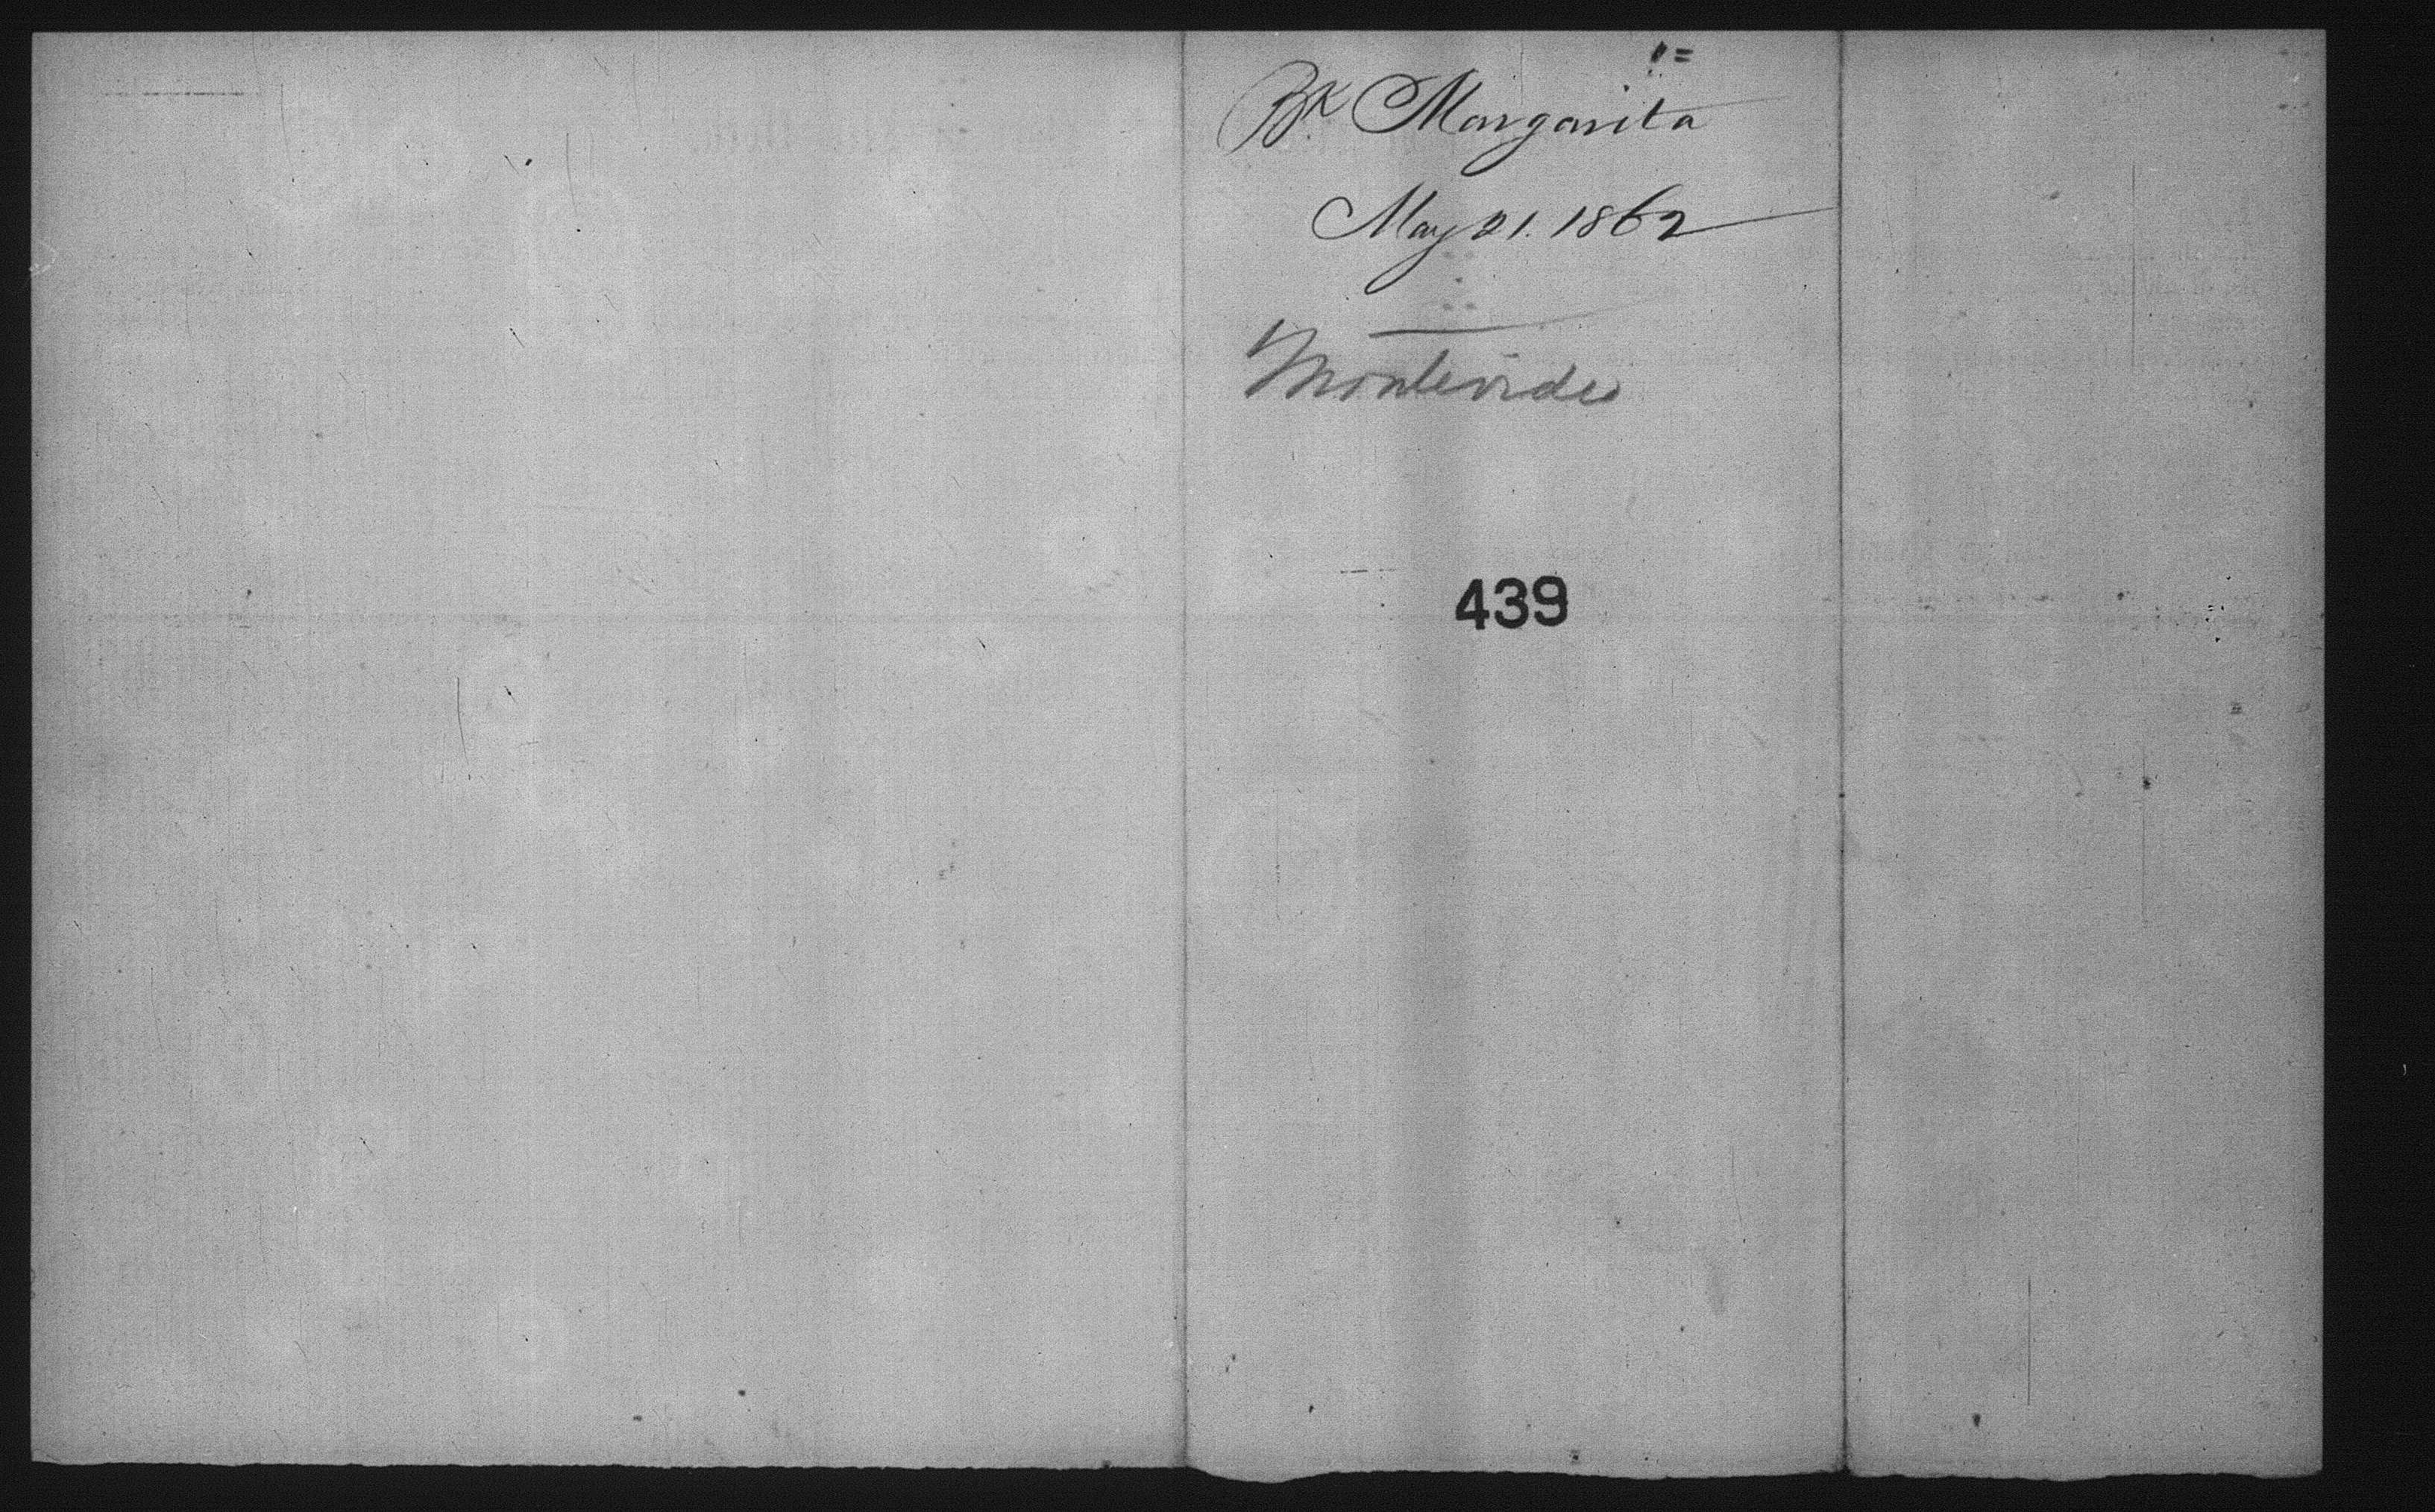 Bk Margarita
May 21. 1862
Montevideo
439